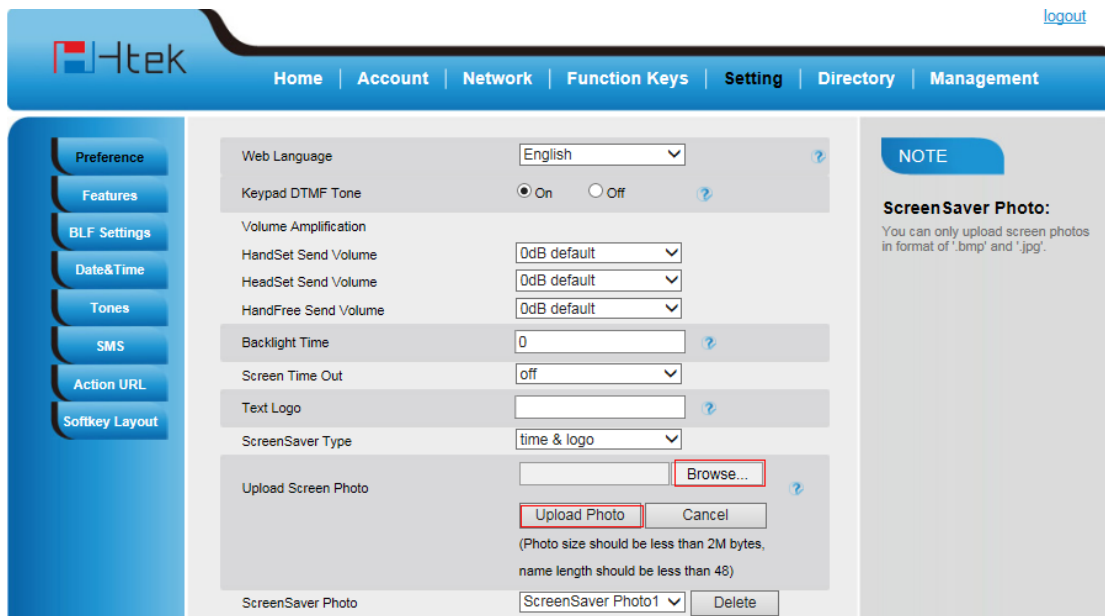 logout
Htek
Home Account Network Function Keys Setting Directory Management
Preference
Features
BLF Settings
Date&Time
Tones
SMS
Action URL
Softkey Layout
Web Language English ?
Keypad DTMF Tone On Off ?
Volume Amplification
HandSet Send Volume 0dB default
HeadSet Send Volume 0dB default
HandFree Send Volume 0dB default
Backlight Time 0 ?
Screen Time Out off
Text Logo ?
ScreenSaver Type time & logo
Upload Screen Photo Browse... ?
Upload Photo Cancel
(Photo size should be less than 2M bytes,
name length should be less than 48)
ScreenSaver Photo ScreenSaver Photo1 Delete
NOTE
ScreenSaver Photo:
You can only upload screen photos
in format of '.bmp' and '.jpg'.